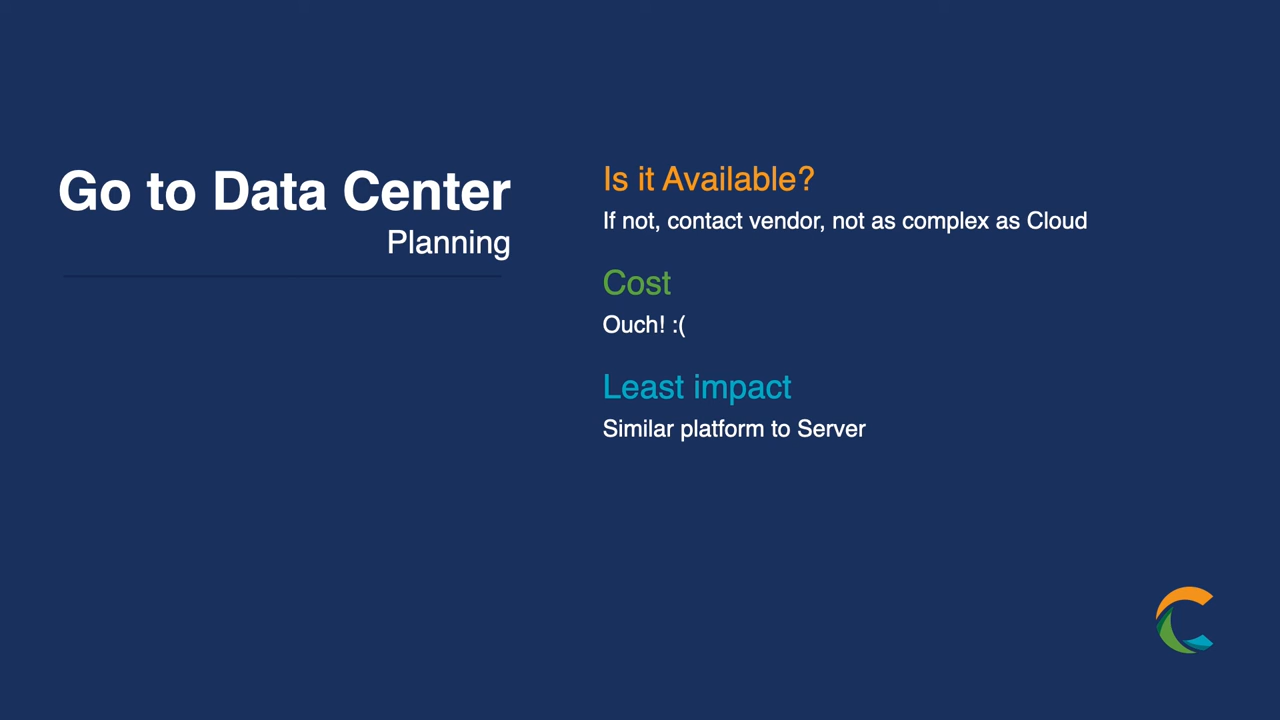 Go to Data Center
Planning
Is it Available?
If not, contact vendor, not as complex as Cloud
Cost
Ouch! :(
Least impact
Similar platform to Server